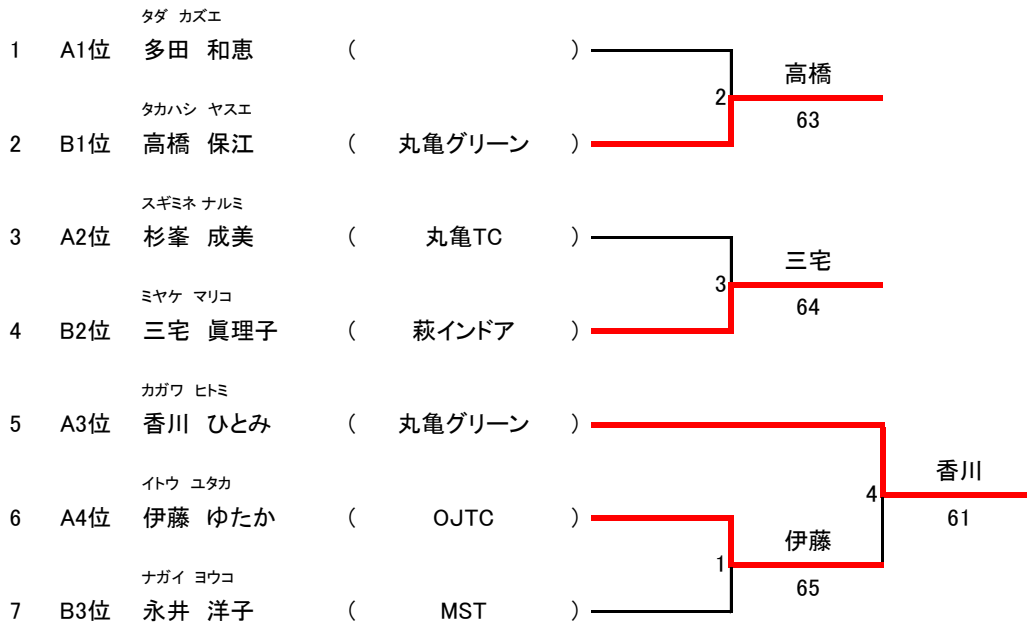 タダ カズエ
1 A1位 多田 和恵 ( )
高橋
2
63
タカハシ ヤスエ
2 B1位 高橋 保江 ( 丸亀グリーン )
スギミネ ナルミ
3 A2位 杉峯 成美 ( 丸亀TC )
三宅
3
64
ミヤケ マリコ
4 B2位 三宅 眞理子 ( 萩インドア )
カガワ ヒトミ
5 A3位 香川 ひとみ ( 丸亀グリーン )
香川
4
61
イトウ ユタカ
6 A4位 伊藤 ゆたか ( OJTC )
伊藤
1
65
ナガイ ヨウコ
7 B3位 永井 洋子 ( MST )